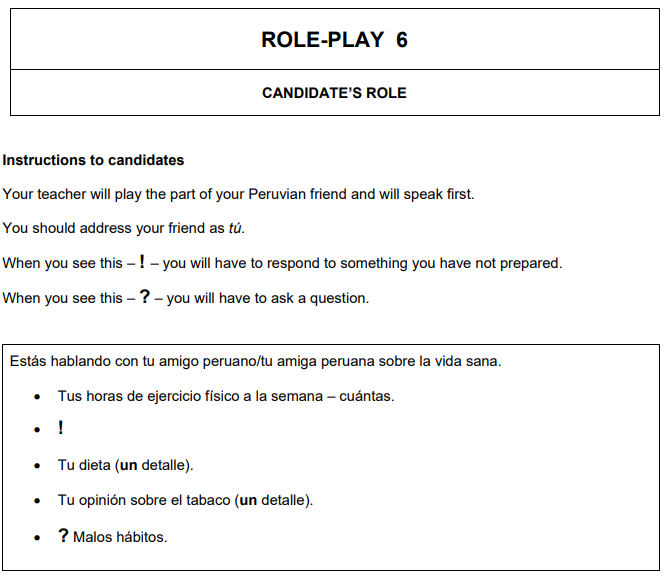 ROLE-PLAY 6
CANDIDATE'S ROLE
Instructions to candidates
Your teacher will play the part of your Peruvian friend and will speak first.
You should address your friend as tú.
When you see this – ! – you will have to respond to something you have not prepared.
When you see this – ? – you will have to ask a question.
Estás hablando con tu amigo peruano/tu amiga peruana sobre la vida sana.
• Tus horas de ejercicio físico a la semana – cuántas.
• !
• Tu dieta (un detalle).
• Tu opinión sobre el tabaco (un detalle).
• ? Malos hábitos.